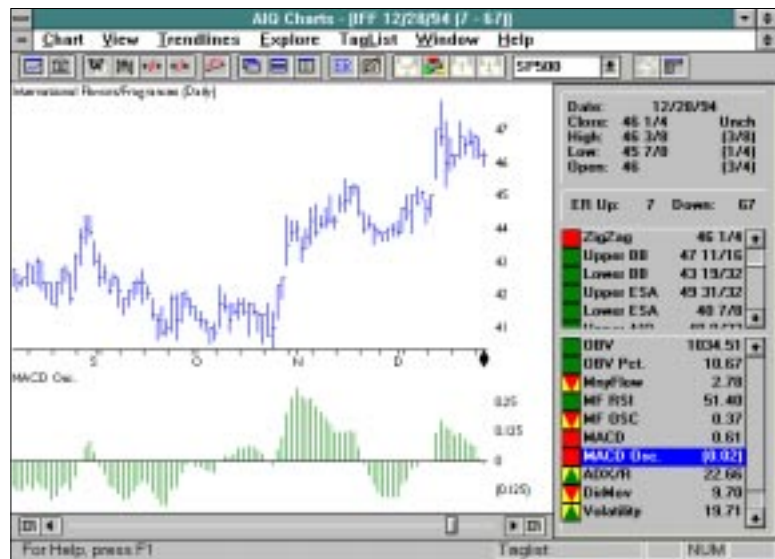 AIQ Charts - [IFF 12/28/94 (7 - 67)]
Chart View Trendlines Explore TagList Window Help
ER SP500
International Flavors/Fragrances (Daily)
47
46
45
44
43
42
41
S O N D
MACD Osc.
0.25
0.125
0
(0.125)
Date: 12/28/94
Close: 46 1/4 Unch
High: 46 3/8 (3/8)
Low: 45 7/8 (1/4)
Open: 46 (3/4)
ER Up: 7 Down: 67
ZigZag 46 1/4
Upper BB 47 11/16
Lower BB 43 19/32
Upper ESA 49 31/32
Lower ESA 40 7/8
OBV 1034.51
OBV Pct. 10.67
MnyFlow 2.78
MF RSI 51.40
MF OSC 0.37
MACD 0.61
MACD Osc. (0.02)
ADX/R 22.66
DirMov 9.70
Volatility 19.71
For Help, press F1 Taglist: NUM